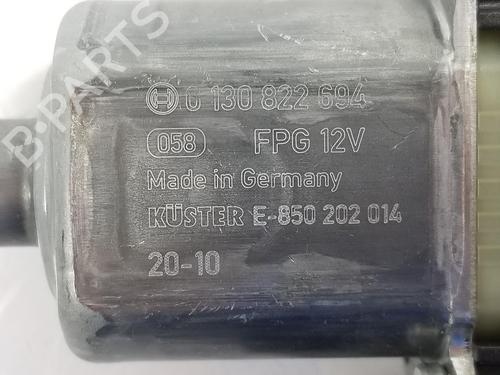 0 130 822 694
058 FPG 12V
Made in Germany
KÜSTER E-850 202 014
20-10
B-PARTS